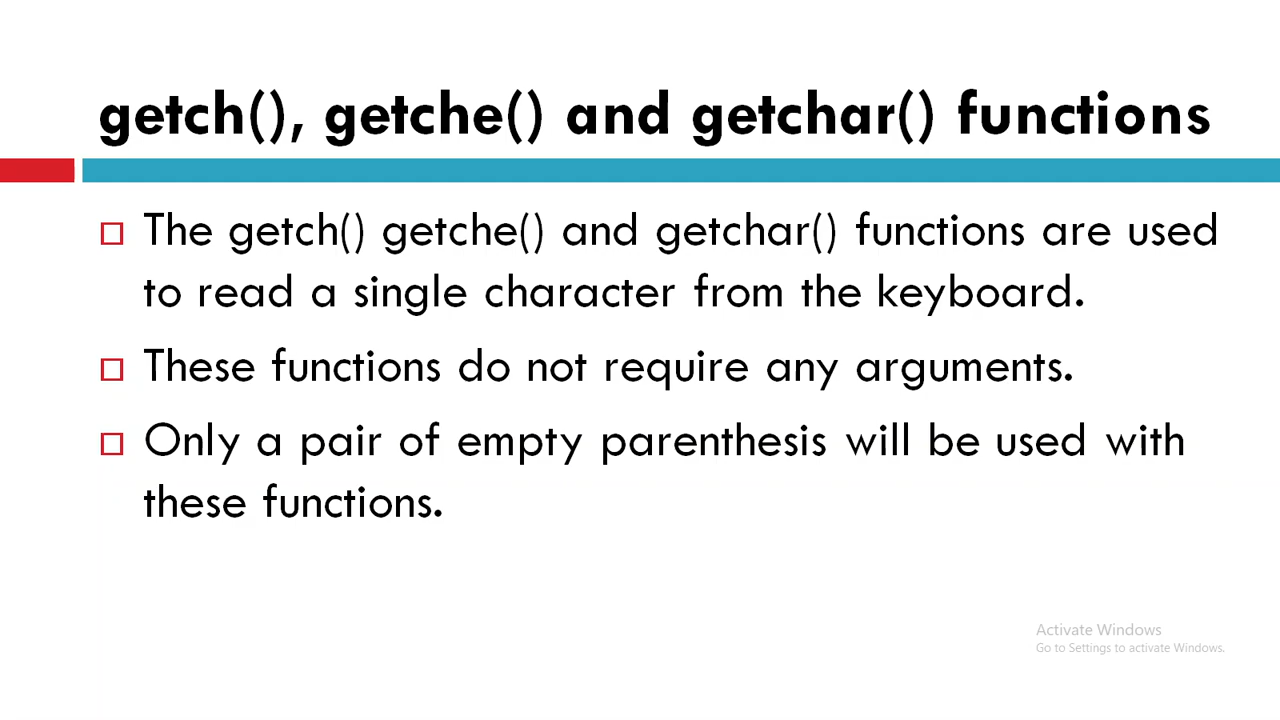 getch(), getche() and getchar() functions
The getch() getche() and getchar() functions are used
to read a single character from the keyboard.
These functions do not require any arguments.
Only a pair of empty parenthesis will be used with
these functions.
Activate Windows
Go to Settings to activate Windows.